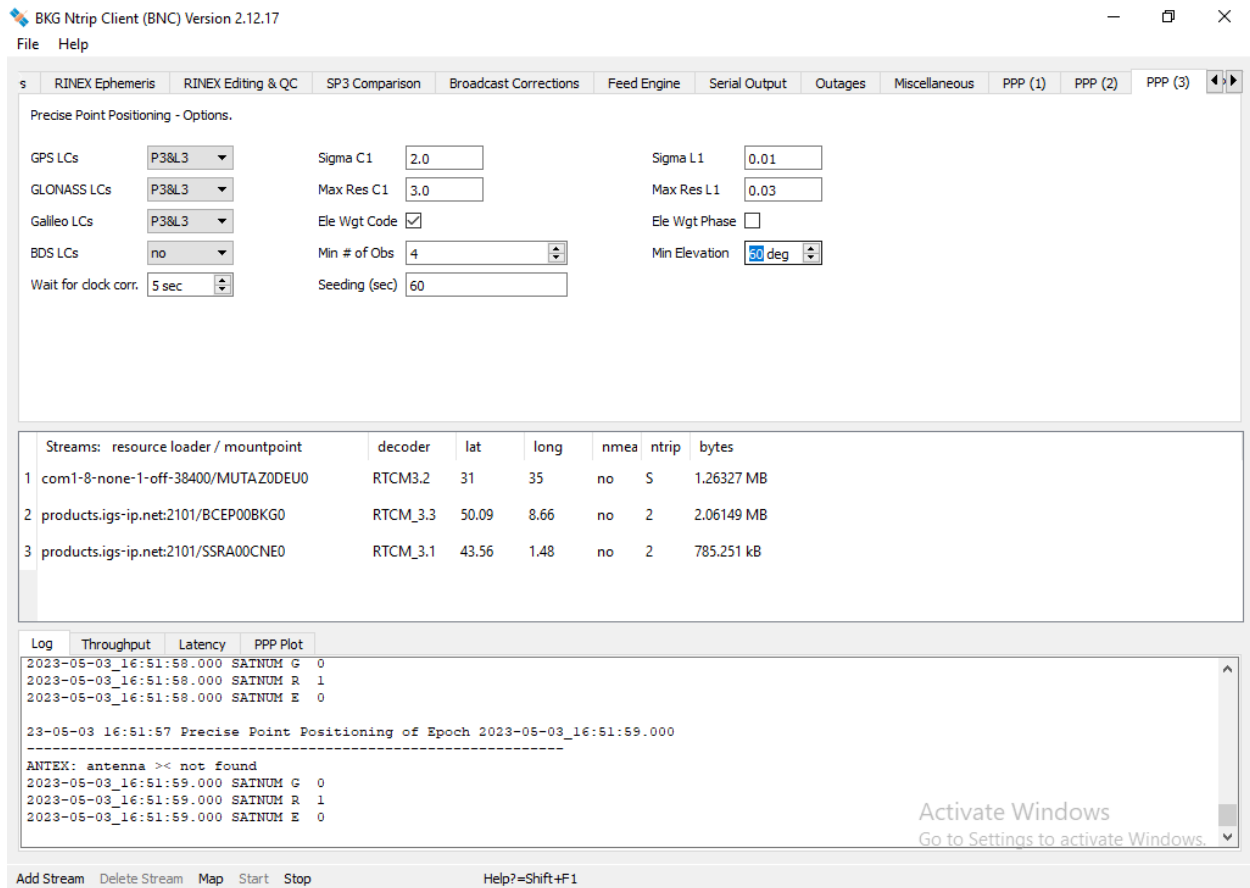 BKG Ntrip Client (BNC) Version 2.12.17
File Help
s RINEX Ephemeris RINEX Editing & QC SP3 Comparison Broadcast Corrections Feed Engine Serial Output Outages Miscellaneous PPP (1) PPP (2) PPP (3)
Precise Point Positioning - Options.
GPS LCs P3&L3 Sigma C1 2.0 Sigma L1 0.01
GLONASS LCs P3&L3 Max Res C1 3.0 Max Res L1 0.03
Galileo LCs P3&L3 Ele Wgt Code Ele Wgt Phase
BDS LCs no Min # of Obs 4 Min Elevation 60 deg
Wait for clock corr. 5 sec Seeding (sec) 60
Streams: resource loader / mountpoint decoder lat long nmea ntrip bytes
1 com1-8-none-1-off-38400/MUTAZ0DEU0 RTCM3.2 31 35 no S 1.26327 MB
2 products.igs-ip.net:2101/BCEP00BKG0 RTCM_3.3 50.09 8.66 no 2 2.06149 MB
3 products.igs-ip.net:2101/SSRA00CNE0 RTCM_3.1 43.56 1.48 no 2 785.251 kB
Log Throughput Latency PPP Plot
2023-05-03_16:51:58.000 SATNUM G 0
2023-05-03_16:51:58.000 SATNUM R 1
2023-05-03_16:51:58.000 SATNUM E 0
23-05-03 16:51:57 Precise Point Positioning of Epoch 2023-05-03_16:51:59.000
---------------------------------------------------------------
ANTEX: antenna >< not found
2023-05-03_16:51:59.000 SATNUM G 0
2023-05-03_16:51:59.000 SATNUM R 1
2023-05-03_16:51:59.000 SATNUM E 0
Activate Windows
Go to Settings to activate Windows.
Add Stream Delete Stream Map Start Stop Help?=Shift+F1